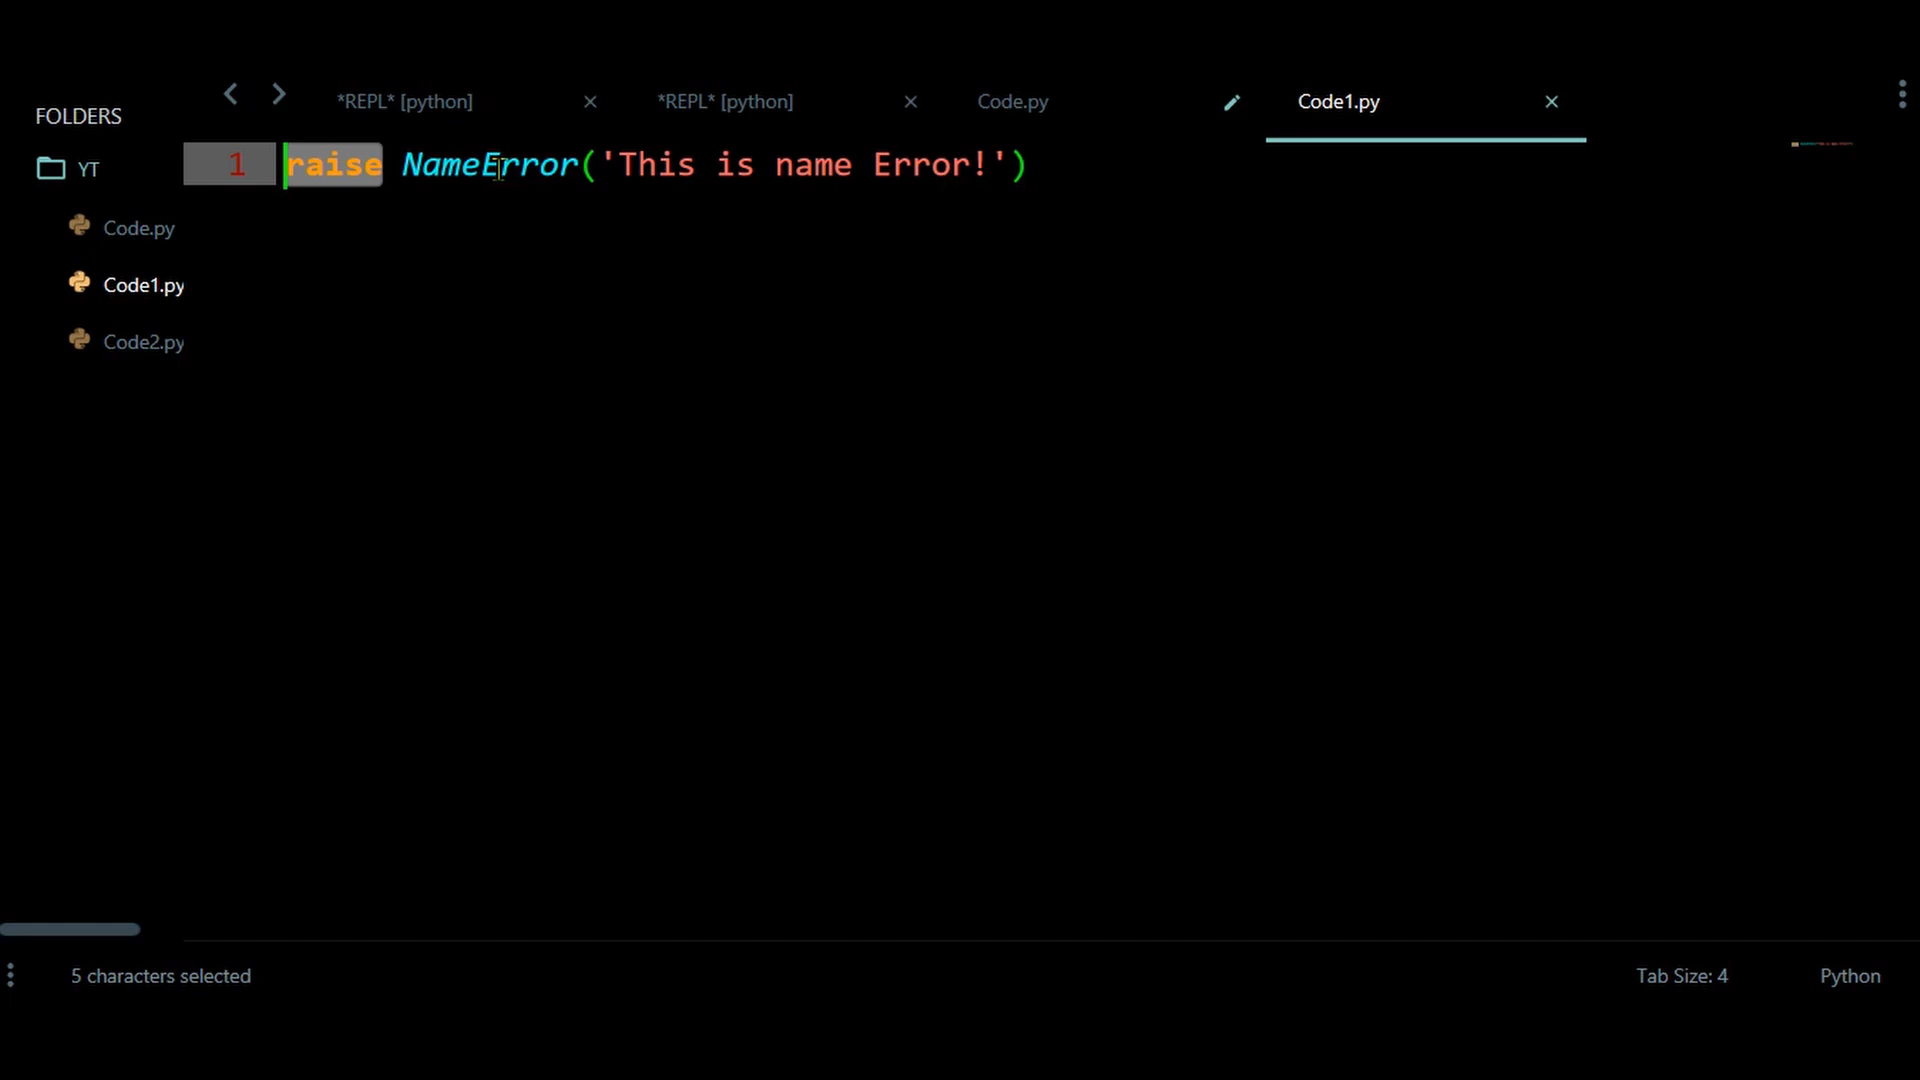 FOLDERS
YT
Code.py
Code1.py
Code2.py
*REPL* [python]
*REPL* [python]
Code.py
Code1.py
1 raise NameError('This is name Error!')
5 characters selected
Tab Size: 4
Python